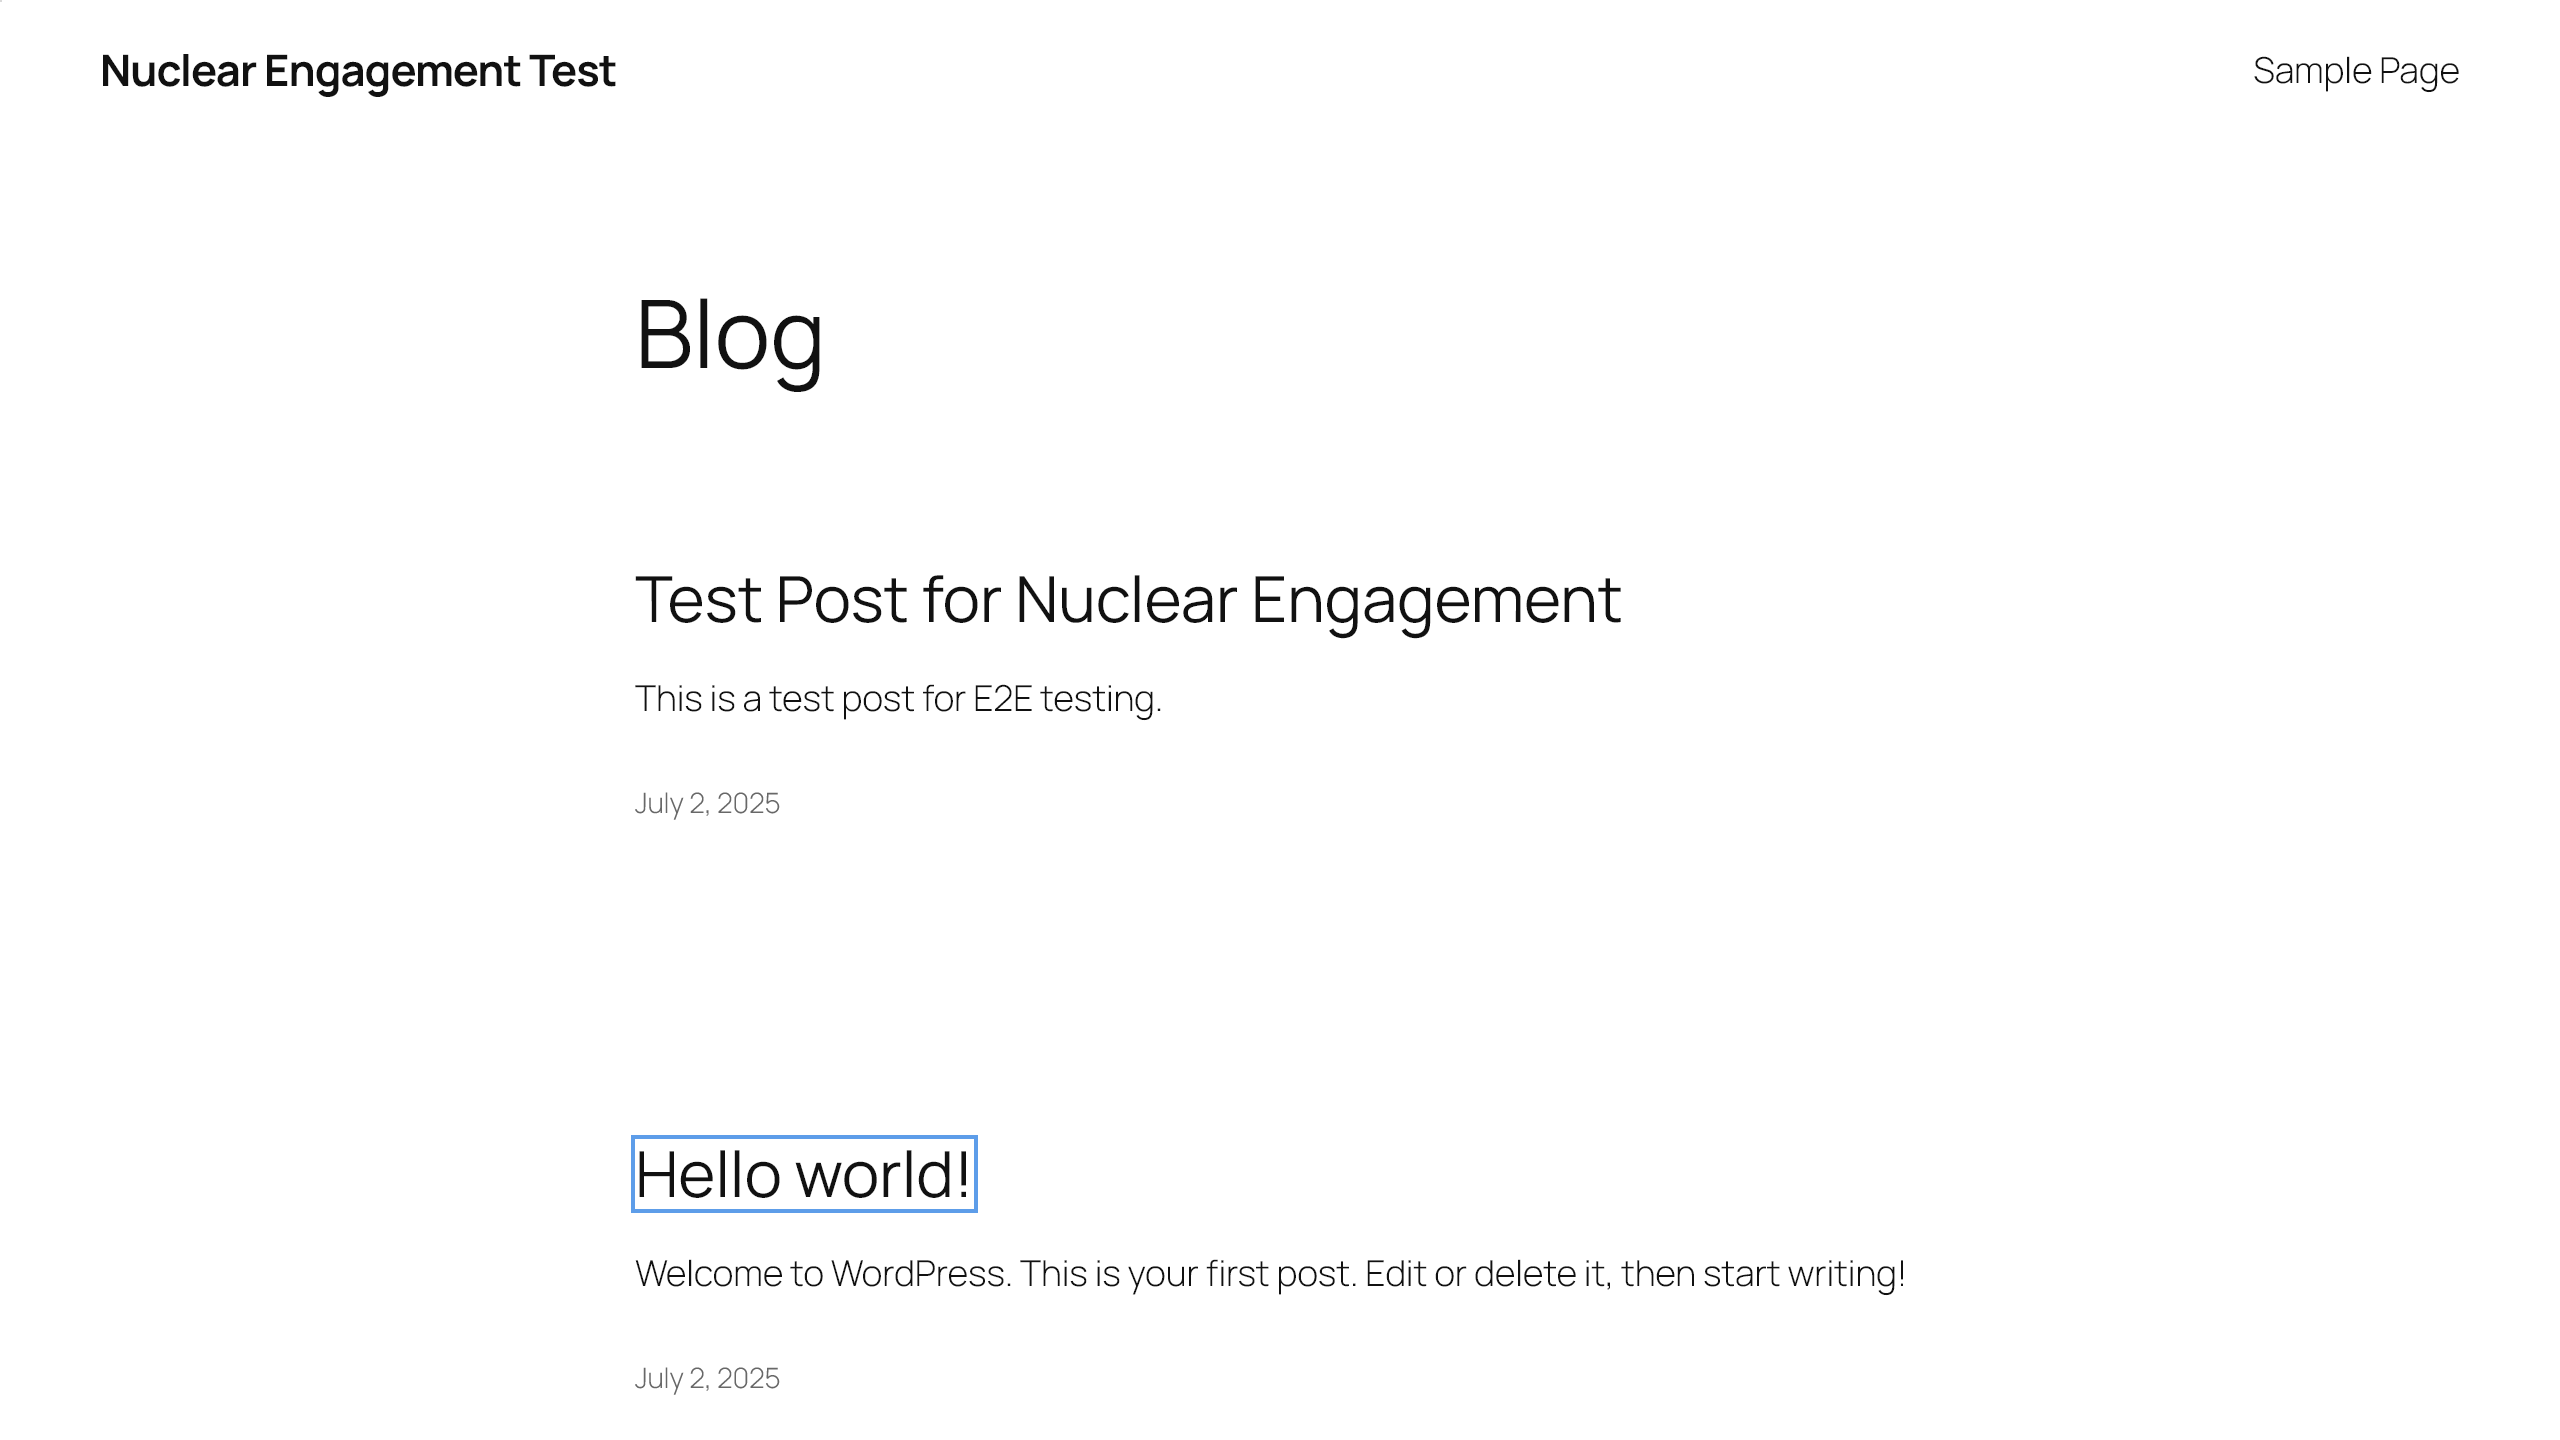 Nuclear Engagement Test
Sample Page
Blog
Test Post for Nuclear Engagement
This is a test post for E2E testing.
July 2, 2025
Hello world!
Welcome to WordPress. This is your first post. Edit or delete it, then start writing!
July 2, 2025